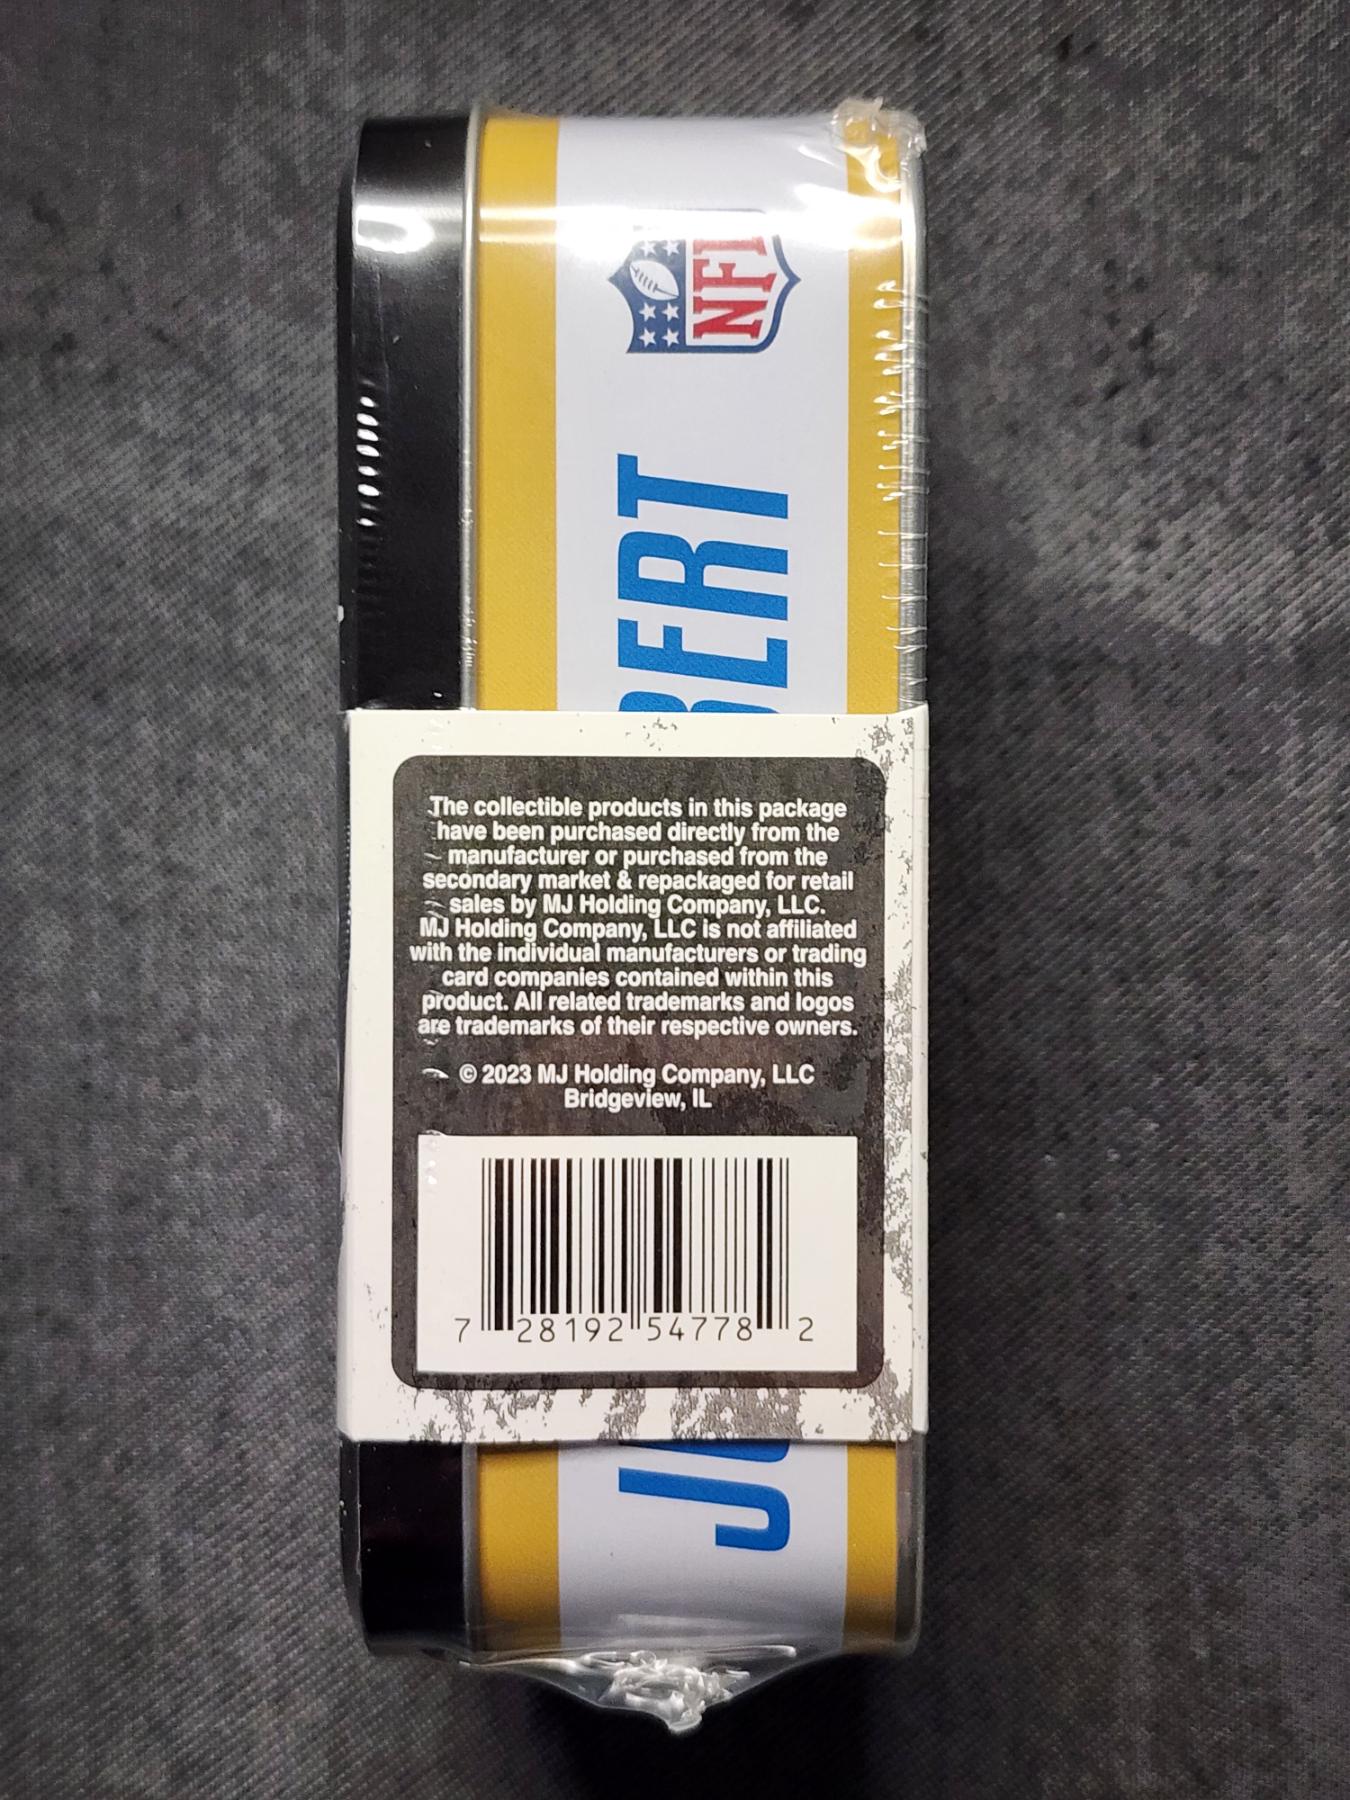 NFL
BERT
The collectible products in this package
have been purchased directly from the
manufacturer or purchased from the
secondary market & repackaged for retail
sales by MJ Holding Company, LLC.
MJ Holding Company, LLC is not affiliated
with the individual manufacturers or trading
card companies contained within this
product. All related trademarks and logos
are trademarks of their respective owners.
© 2023 MJ Holding Company, LLC
Bridgeview, IL
7 28192 54778 2
JU